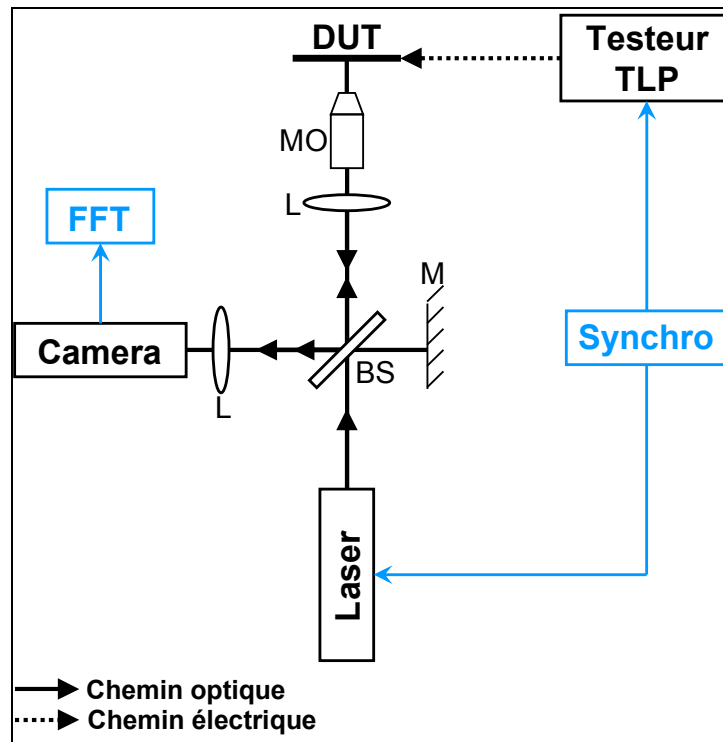 DUT
Testeur
TLP
MO
L
FFT
M
Synchro
Camera
BS
L
Laser
Chemin optique
Chemin électrique